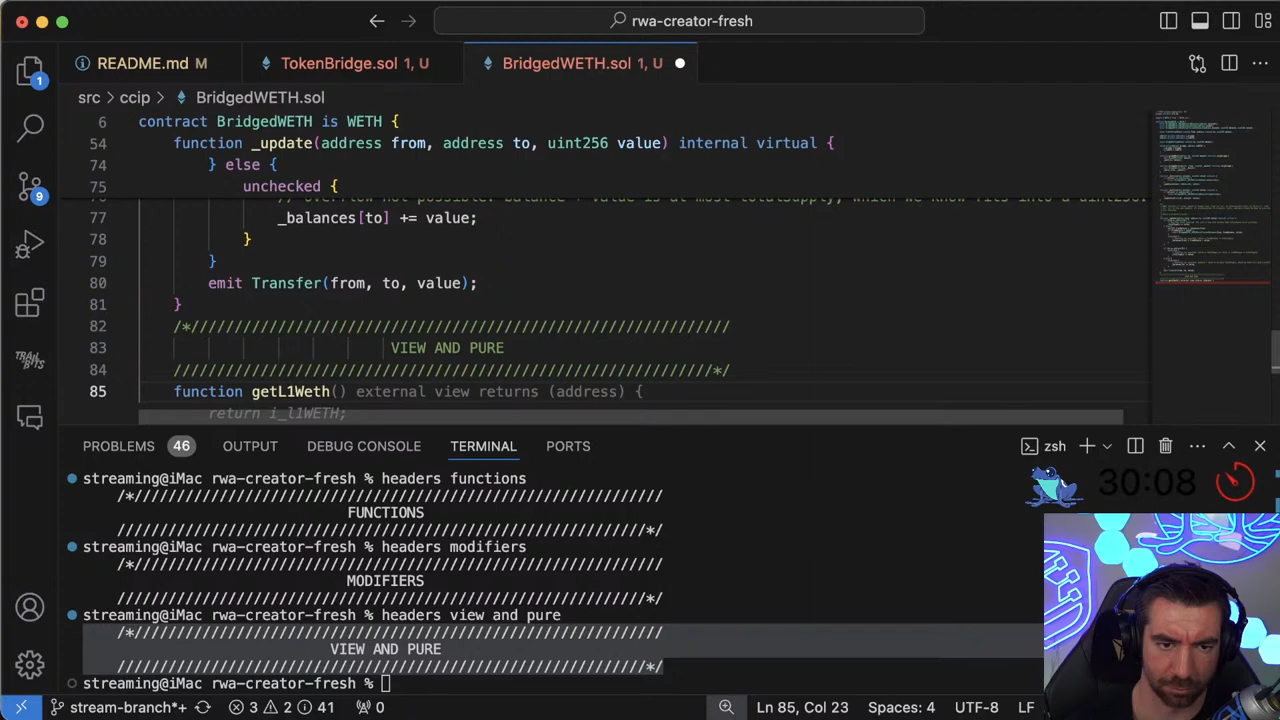 rwa-creator-fresh
README.md M
TokenBridge.sol 1, U
BridgedWETH.sol 1, U
src > ccip > BridgedWETH.sol
6 contract BridgedWETH is WETH {
54 function _update(address from, address to, uint256 value) internal virtual {
74 } else {
75 unchecked {
77 _balances[to] += value;
78 }
79 }
80 emit Transfer(from, to, value);
81 }
82 /*/////////////////////////////////////////////////////////////
83 VIEW AND PURE
84 /////////////////////////////////////////////////////////////*/
85 function getL1Weth() external view returns (address) {
return i_l1WETH;
PROBLEMS 46 OUTPUT DEBUG CONSOLE TERMINAL PORTS
zsh
streaming@iMac rwa-creator-fresh % headers functions
/*/////////////////////////////////////////////////////////////
FUNCTIONS
/////////////////////////////////////////////////////////////*/
streaming@iMac rwa-creator-fresh % headers modifiers
/*/////////////////////////////////////////////////////////////
MODIFIERS
/////////////////////////////////////////////////////////////*/
streaming@iMac rwa-creator-fresh % headers view and pure
/*/////////////////////////////////////////////////////////////
VIEW AND PURE
/////////////////////////////////////////////////////////////*/
streaming@iMac rwa-creator-fresh %
30:08
1
9
stream-branch*+ 3 2 41 0 Ln 85, Col 23 Spaces: 4 UTF-8 LF